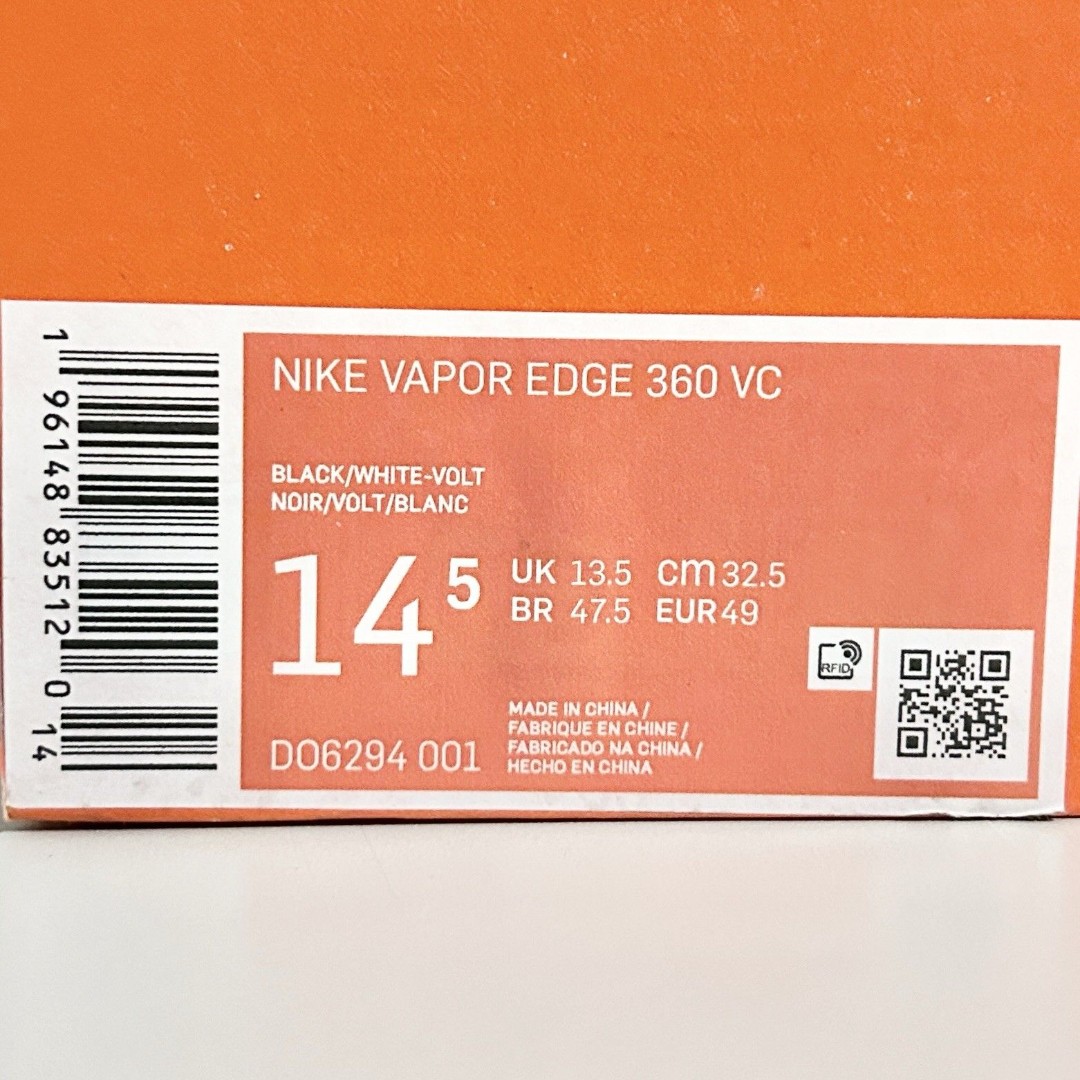 1 96148 83512 0 14
NIKE VAPOR EDGE 360 VC
BLACK/WHITE-VOLT
NOIR/VOLT/BLANC
14 5
UK 13.5 CM 32.5
BR 47.5 EUR 49
RFID
MADE IN CHINA /
FABRIQUE EN CHINE /
FABRICADO NA CHINA /
HECHO EN CHINA
DO6294 001